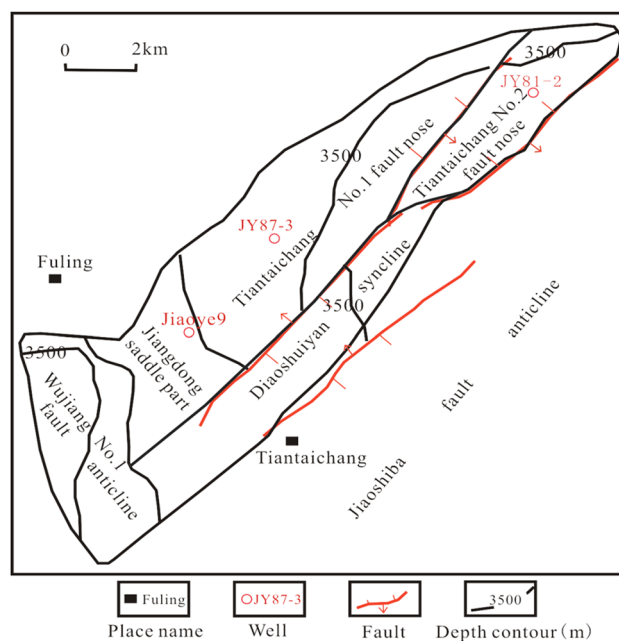 0 2km
3500
JY81-2
Tiantaichang No.2
fault nose
3500
No.1 fault nose
JY87-3
Tiantaichang
Fuling
Jiaoye9
Jiangdong
saddle part
3500
syncline
Diaoshuiyan
3500
Wujiang
fault
No.1
anticline
Tiantaichang
Jiaoshiba
fault
anticline
Fuling
Place name
JY87-3
Well
Fault
3500
Depth contour (m)